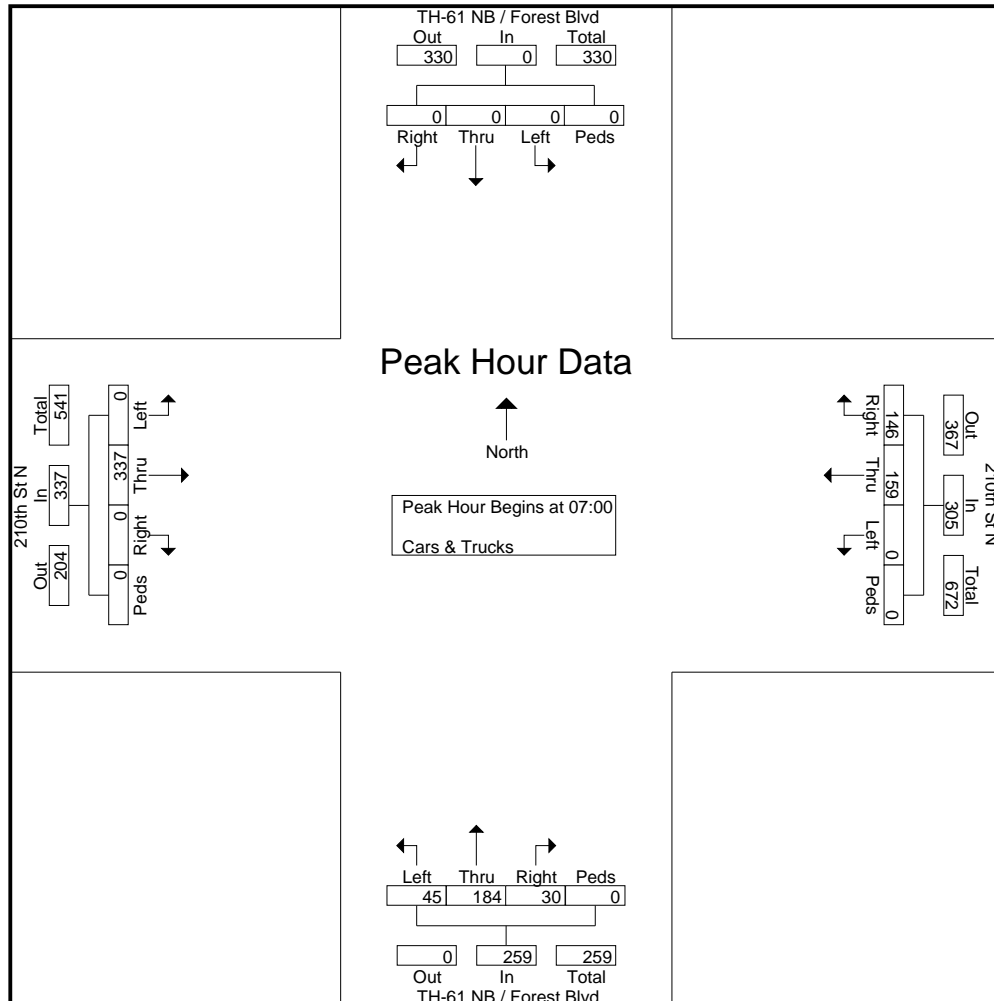 TH-61 NB / Forest Blvd
Out In Total
330 0 330
0 0 0 0
Right Thru Left Peds
Peak Hour Data
North
Peak Hour Begins at 07:00
Cars & Trucks
210th St N
Total In Out
541 337 204
0 337 0 0
Left Thru Right Peds
210th St N
Out In Total
367 305 672
146 159 0 0
Right Thru Left Peds
Left Thru Right Peds
45 184 30 0
0 259 259
Out In Total
TH-61 NB / Forest Blvd